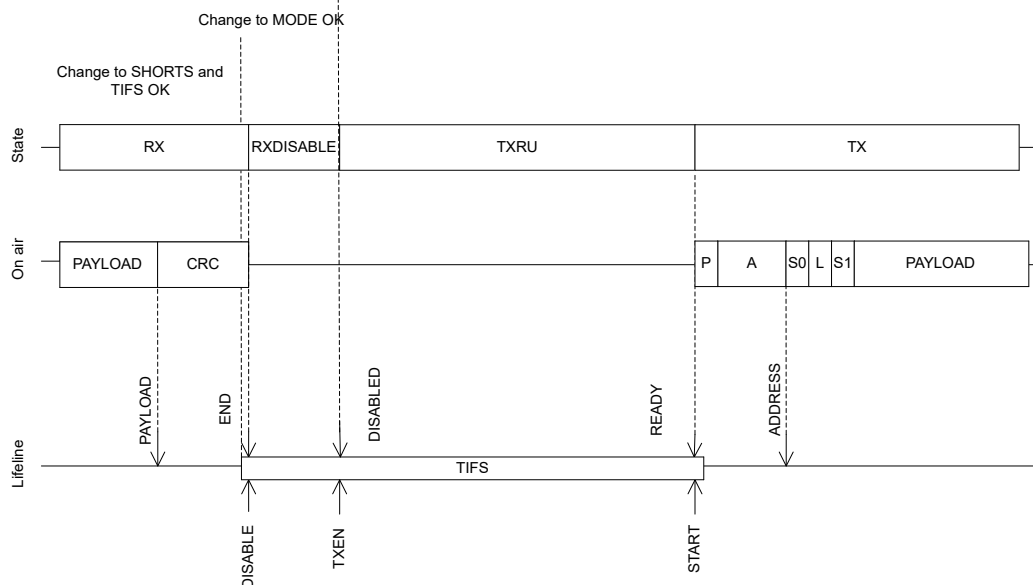 Change to MODE OK
Change to SHORTS and
TIFS OK
State
RX
RXDISABLE
TXRU
TX
On air
PAYLOAD
CRC
P
A
S0
L
S1
PAYLOAD
Lifeline
PAYLOAD
END
DISABLED
READY
ADDRESS
TIFS
DISABLE
TXEN
START